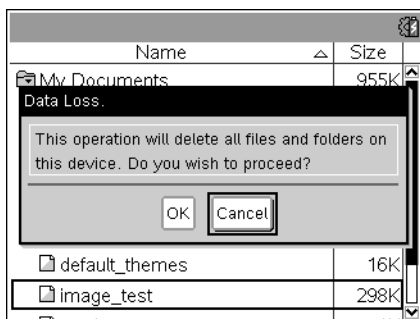 Name Size
My Documents 955K
Data Loss.
This operation will delete all files and folders on
this device. Do you wish to proceed?
OK Cancel
default_themes 16K
image_test 298K